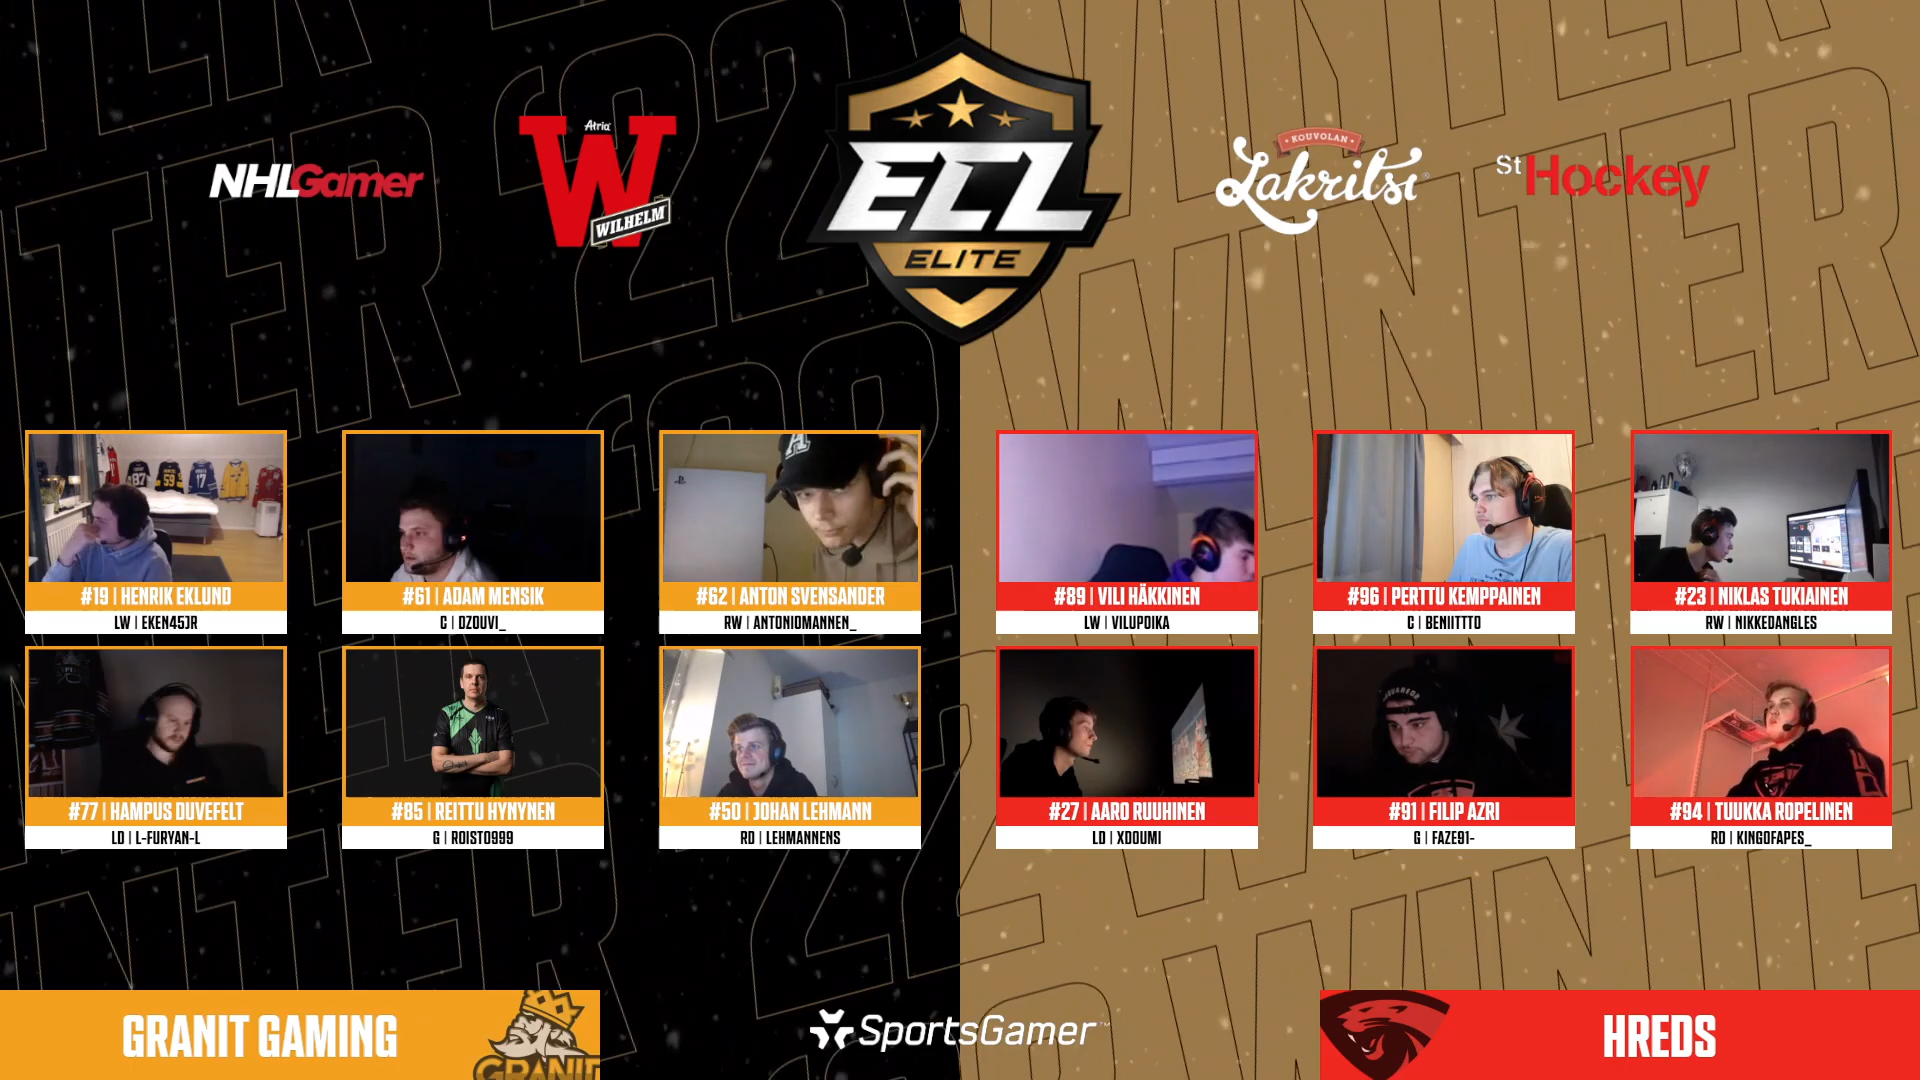 NHLGamer
Atria
W
WILHELM
ECL
ELITE
KOUVOLAN
Lakritsi
St Hockey
#19 | HENRIK EKLUND
LW | EKEN45JR
#61 | ADAM MENSIK
C | DZOUVI_
#62 | ANTON SVENSANDER
RW | ANTONIOMANNEN_
#89 | VILI HÄKKINEN
LW | VILUPOIKA
#96 | PERTTU KEMPPAINEN
C | BENIITTTO
#23 | NIKLAS TUKIAINEN
RW | NIKKEDANGLES
#77 | HAMPUS DUVEFELT
LD | L-FURYAN-L
#85 | REITTU HYNYNEN
G | ROISTO999
#50 | JOHAN LEHMANN
RD | LEHMANNENS
#27 | AARO RUUHINEN
LD | XDOUMI
#91 | FILIP AZRI
G | FAZE91-
#94 | TUUKKA ROPELINEN
RD | KINGOFAPES_
GRANIT GAMING
GRANIT
SportsGamer™
HREDS